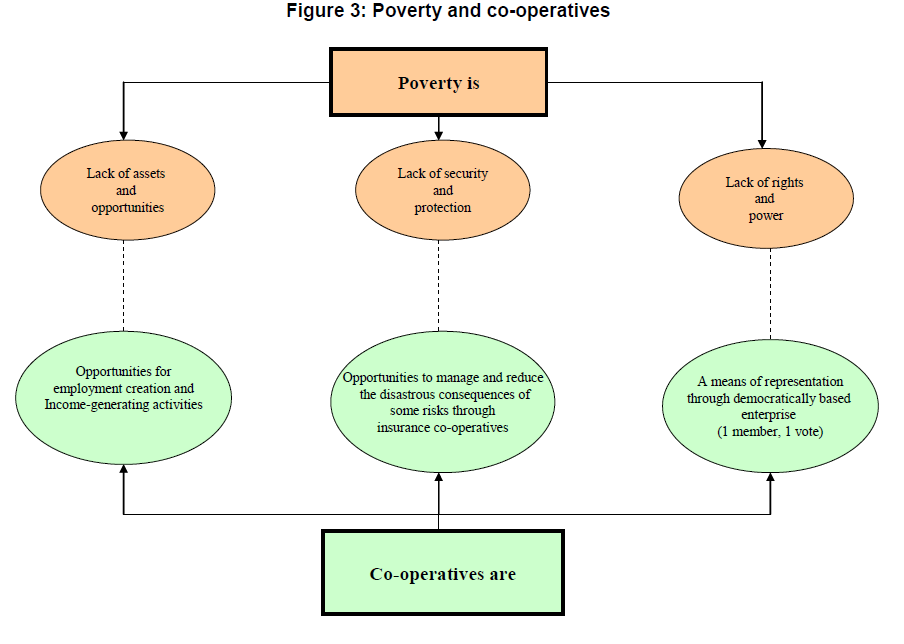 Figure 3: Poverty and co-operatives
Poverty is
Lack of assets
and
opportunities
Lack of security
and
protection
Lack of rights
and
power
Opportunities for
employment creation and
Income-generating activities
Opportunities to manage and reduce
the disastrous consequences of
some risks through
insurance co-operatives
A means of representation
through democratically based
enterprise
(1 member, 1 vote)
Co-operatives are